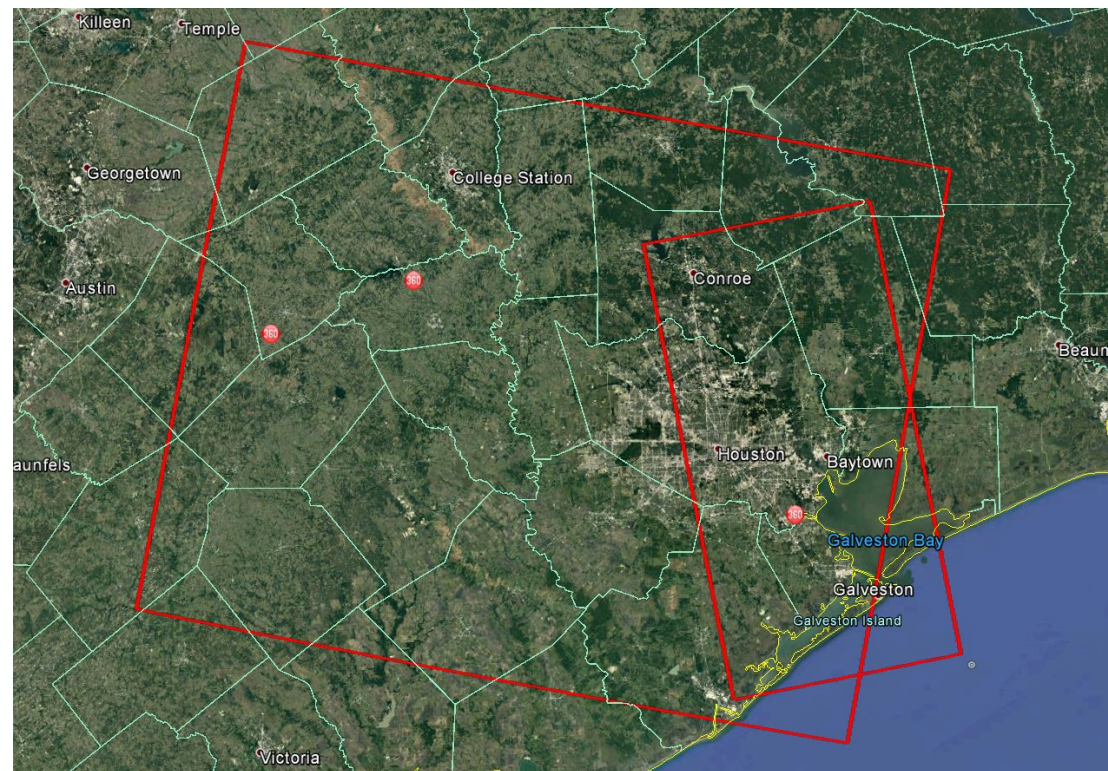 Killeen
Temple
Georgetown
College Station
Austin
360
Conroe
360
Beaum
aunfels
Houston
Baytown
360
Galveston Bay
Galveston
Galveston Island
Victoria